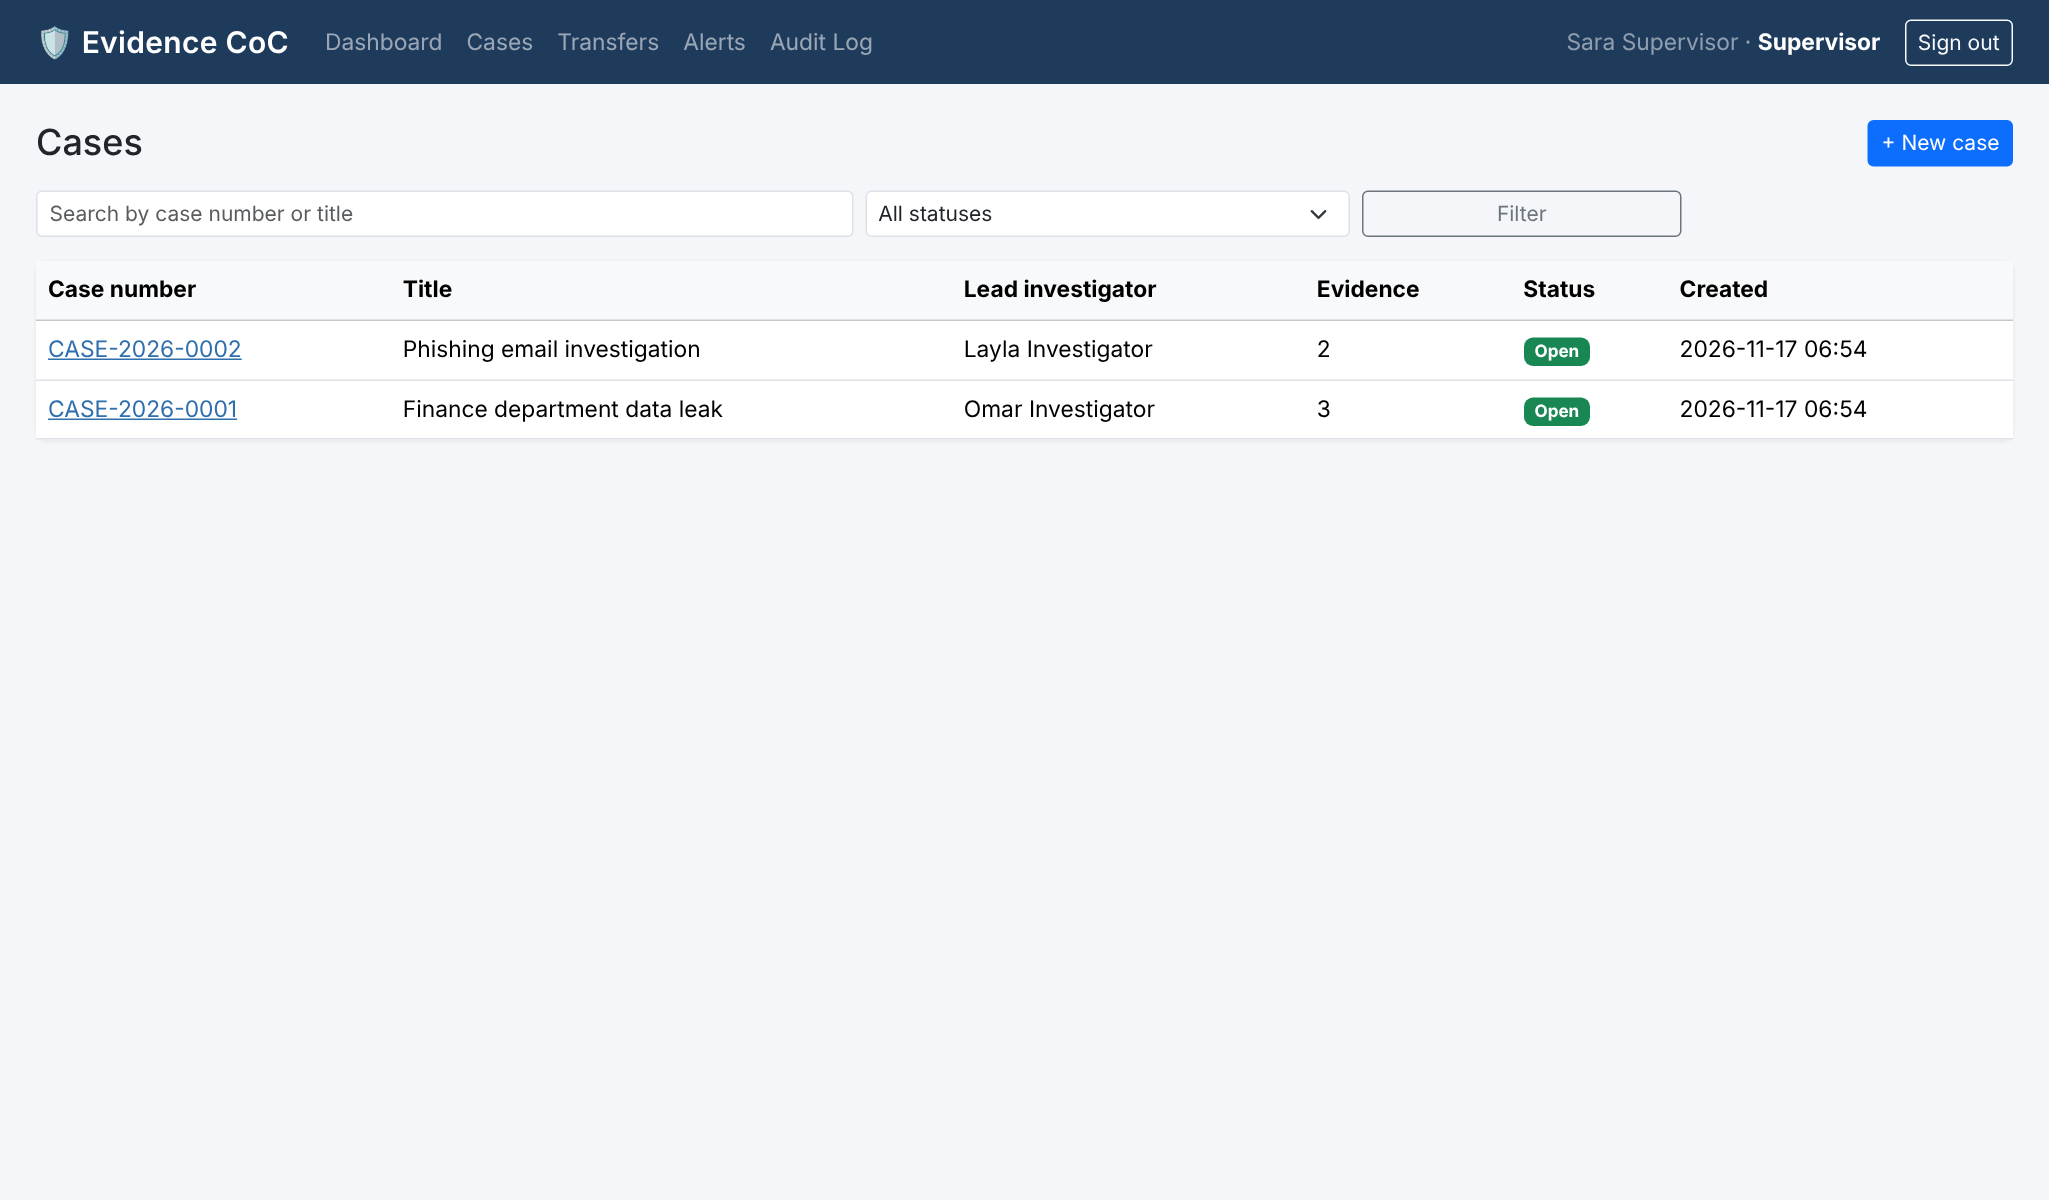 Evidence CoC Dashboard Cases Transfers Alerts Audit Log Sara Supervisor · Supervisor Sign out
Cases + New case
Search by case number or title All statuses Filter
Case number Title Lead investigator Evidence Status Created
CASE-2026-0002 Phishing email investigation Layla Investigator 2 Open 2026-11-17 06:54
CASE-2026-0001 Finance department data leak Omar Investigator 3 Open 2026-11-17 06:54